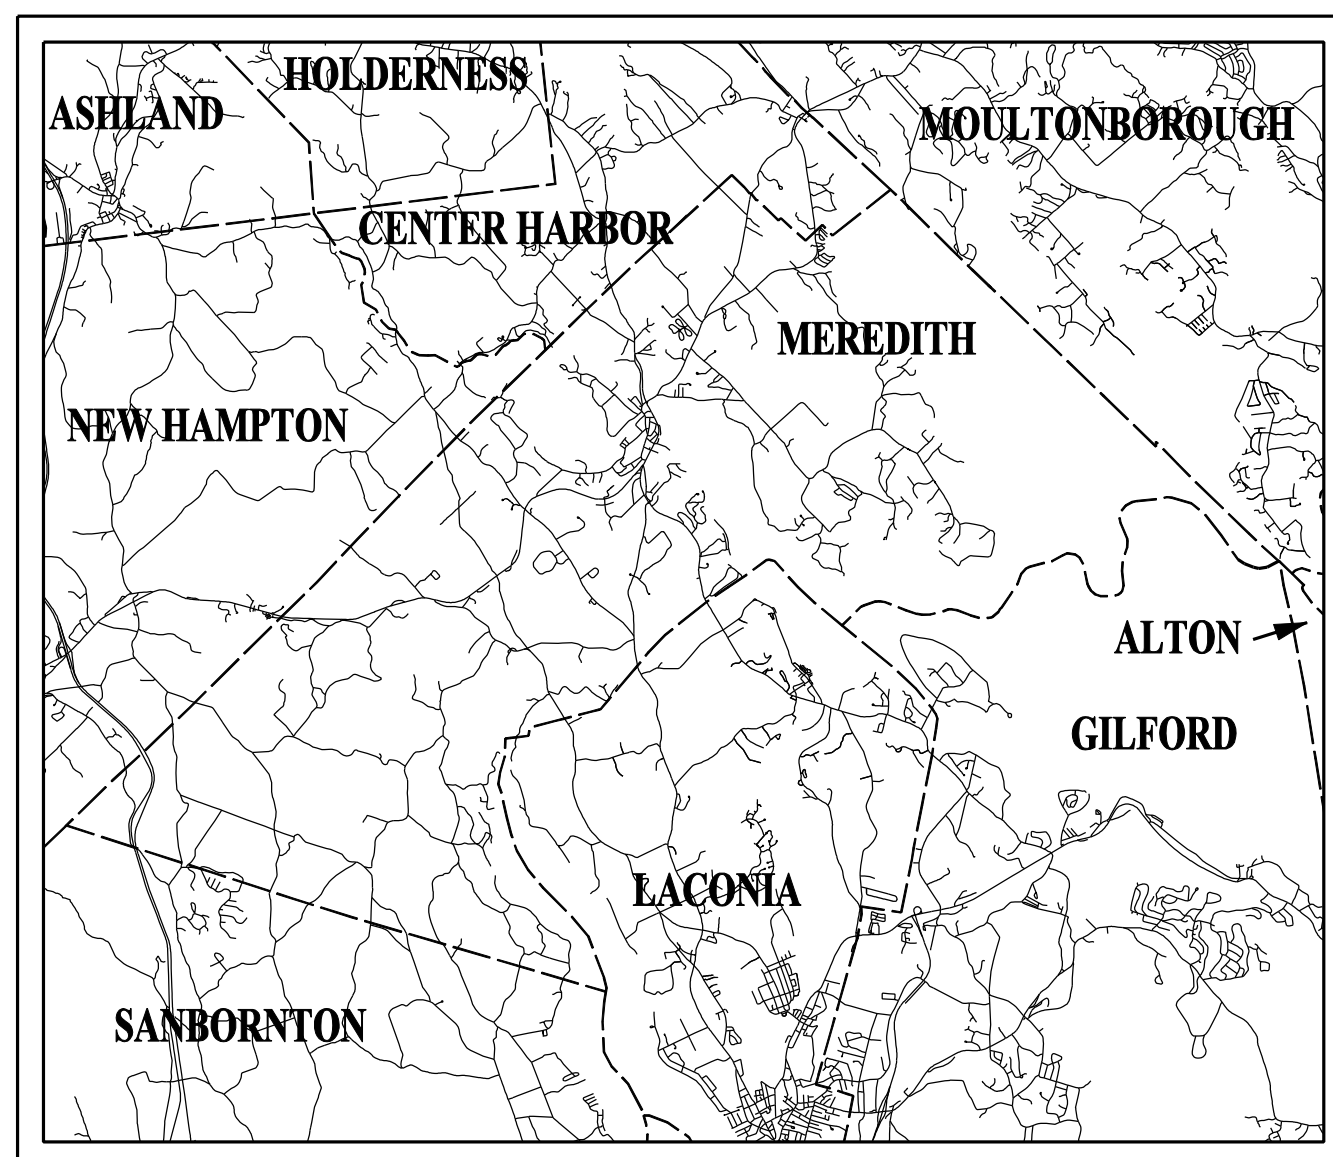 HOLDERNESS
ASHLAND
MOULTONBOROUGH
CENTER HARBOR
MEREDITH
NEW HAMPTON
ALTON
GILFORD
LACONIA
SANBORNTON